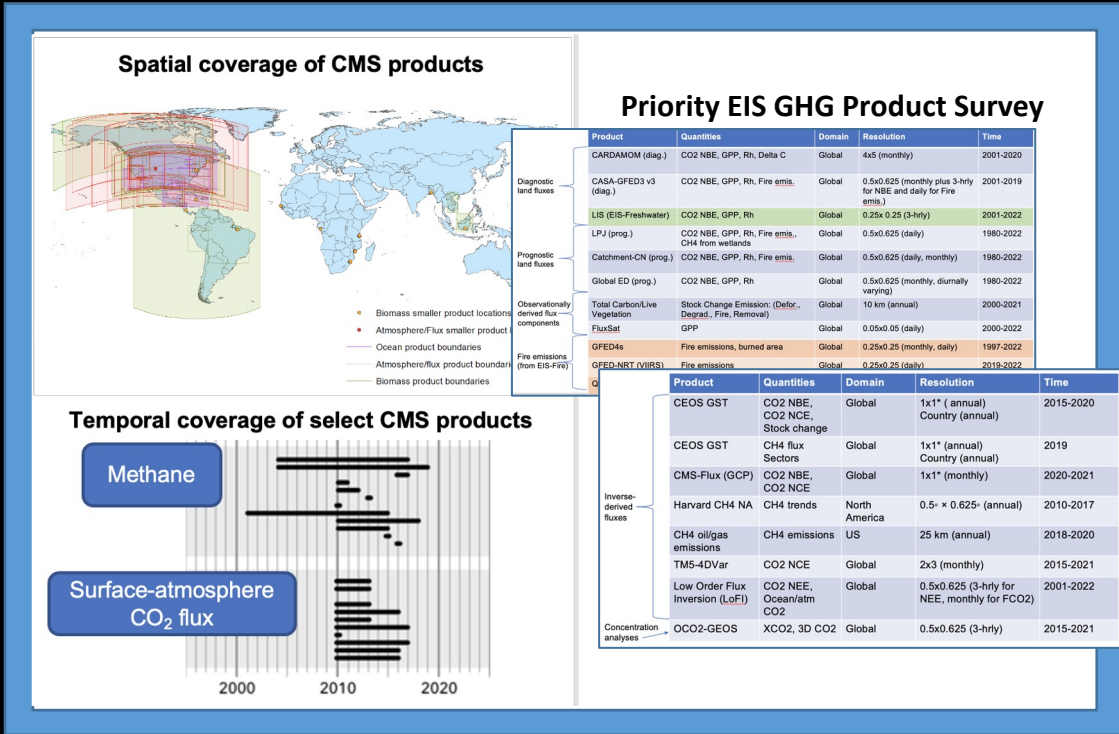 Spatial coverage of CMS products
Biomass smaller product locations
Atmosphere/Flux smaller product
Ocean product boundaries
Atmosphere/flux product boundari
Biomass product boundaries
Temporal coverage of select CMS products
Methane
Surface-atmosphere
CO₂ flux
2000 2010 2020
Priority EIS GHG Product Survey
Product Quantities Domain Resolution Time
Diagnostic
land fluxes
CARDAMOM (diag.) CO2 NBE, GPP, Rh, Delta C Global 4x5 (monthly) 2001-2020
CASA-GFED3 v3 CO2 NBE, GPP, Rh, Fire emis. Global 0.5x0.625 (monthly plus 3-hrly 2001-2019
(diag.) for NBE and daily for Fire
emis.)
LIS (EIS-Freshwater) CO2 NBE, GPP, Rh Global 0.25x 0.25 (3-hrly) 2001-2022
Prognostic
land fluxes
LPJ (prog.) CO2 NBE, GPP, Rh, Fire emis., Global 0.5x0.625 (daily) 1980-2022
CH4 from wetlands
Catchment-CN (prog.) CO2 NBE, GPP, Rh, Fire emis. Global 0.5x0.625 (daily, monthly) 1980-2022
Global ED (prog.) CO2 NBE, GPP, Rh Global 0.5x0.625 (monthly, diurnally 1980-2022
varying)
Observationally
derived flux
components
Total Carbon/Live Stock Change Emission: (Defor., Global 10 km (annual) 2000-2021
Vegetation Degrad., Fire, Removal)
FluxSat GPP Global 0.05x0.05 (daily) 2000-2022
Fire emissions
(from EIS-Fire)
GFED4s Fire emissions, burned area Global 0.25x0.25 (monthly, daily) 1997-2022
GFED-NRT (VIIRS) Fire emissions Global 0.25x0.25 (daily) 2019-2022
Q
Product Quantities Domain Resolution Time
Inverse-
derived
fluxes
CEOS GST CO2 NBE, Global 1x1* ( annual) 2015-2020
CO2 NCE, Country (annual)
Stock change
CEOS GST CH4 flux Global 1x1* (annual) 2019
Sectors Country (annual)
CMS-Flux (GCP) CO2 NBE, Global 1x1* (monthly) 2020-2021
CO2 NCE
Harvard CH4 NA CH4 trends North 0.5◦ × 0.625◦ (annual) 2010-2017
America
CH4 oil/gas CH4 emissions US 25 km (annual) 2018-2020
emissions
TM5-4DVar CO2 NCE Global 2x3 (monthly) 2015-2021
Low Order Flux CO2 NEE, Global 0.5x0.625 (3-hrly for 2001-2022
Inversion (LoFI) Ocean/atm NEE, monthly for FCO2)
CO2
Concentration
analyses
OCO2-GEOS XCO2, 3D CO2 Global 0.5x0.625 (3-hrly) 2015-2021